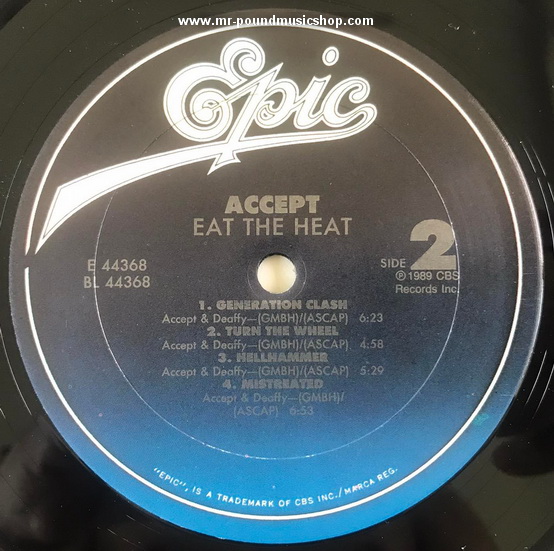 www.mr-poundmusicshop.com
Epic
ACCEPT
EAT THE HEAT
E 44368
BL 44368
SIDE 2
℗ 1989 CBS
Records Inc.
1. GENERATION CLASH
Accept & Deaffy—(GMBH)/(ASCAP) 6:23
2. TURN THE WHEEL
Accept & Deaffy—(GMBH)/(ASCAP) 4:58
3. HELLHAMMER
Accept & Deaffy—(GMBH)/(ASCAP) 5:29
4. MISTREATED
Accept & Deaffy—(GMBH)/
(ASCAP) 6:53
"EPIC", IS A TRADEMARK OF CBS INC./MARCA REG.